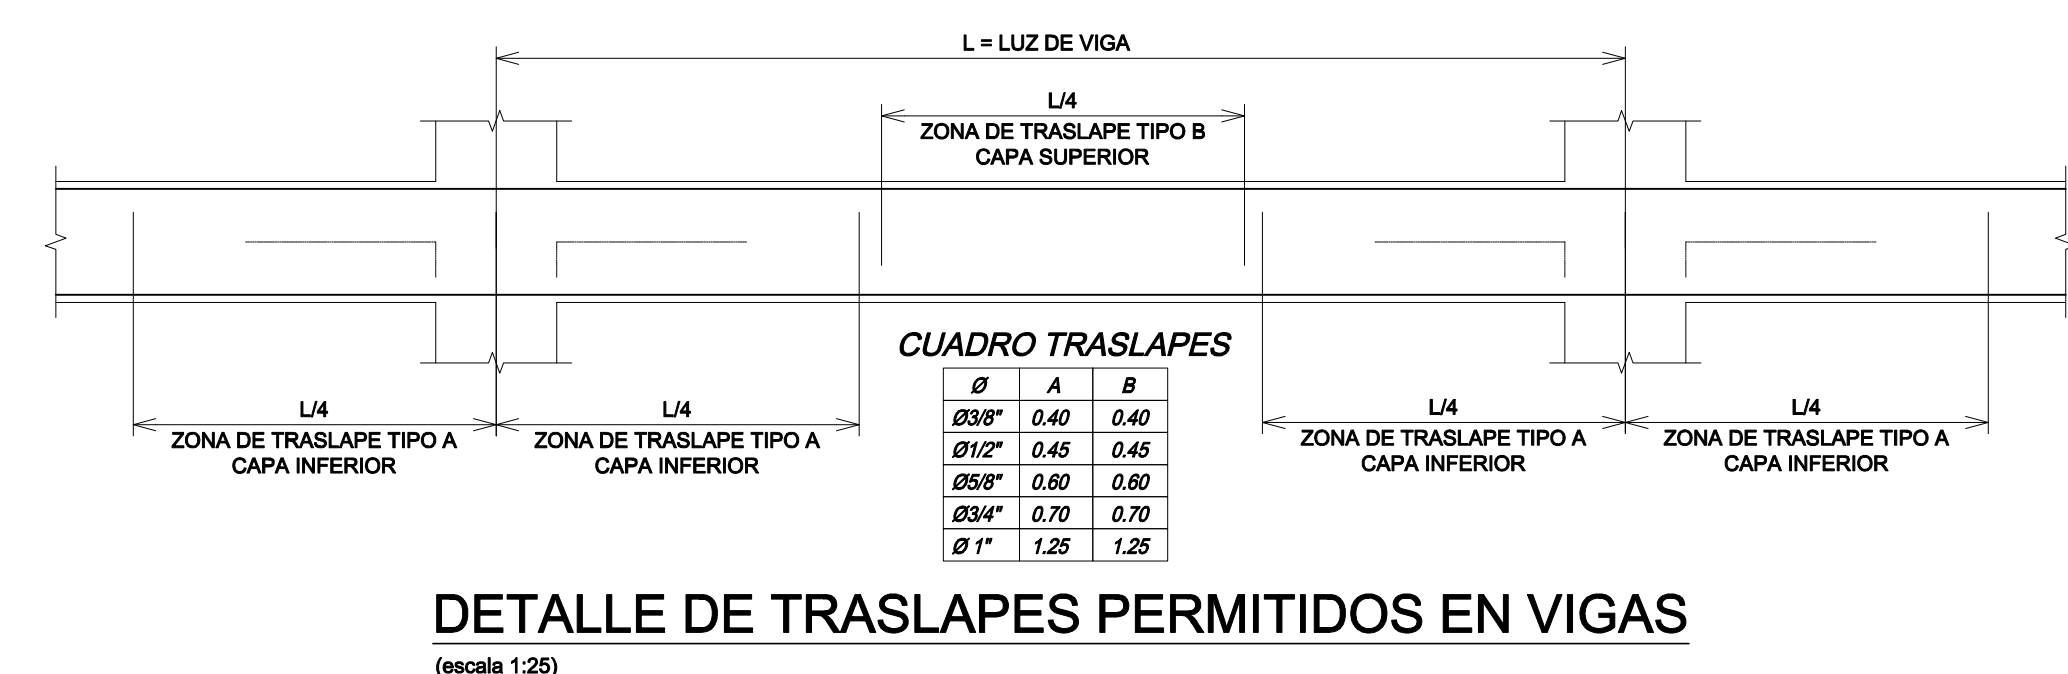 L = LUZ DE VIGA
L/4
ZONA DE TRASLAPE TIPO B
CAPA SUPERIOR
L/4
ZONA DE TRASLAPE TIPO A
CAPA INFERIOR
L/4
ZONA DE TRASLAPE TIPO A
CAPA INFERIOR
CUADRO TRASLAPES
Ø A B
Ø3/8" 0.40 0.40
Ø1/2" 0.45 0.45
Ø5/8" 0.60 0.60
Ø3/4" 0.70 0.70
Ø 1" 1.25 1.25
L/4
ZONA DE TRASLAPE TIPO A
CAPA INFERIOR
L/4
ZONA DE TRASLAPE TIPO A
CAPA INFERIOR
DETALLE DE TRASLAPES PERMITIDOS EN VIGAS
(escala 1:25)